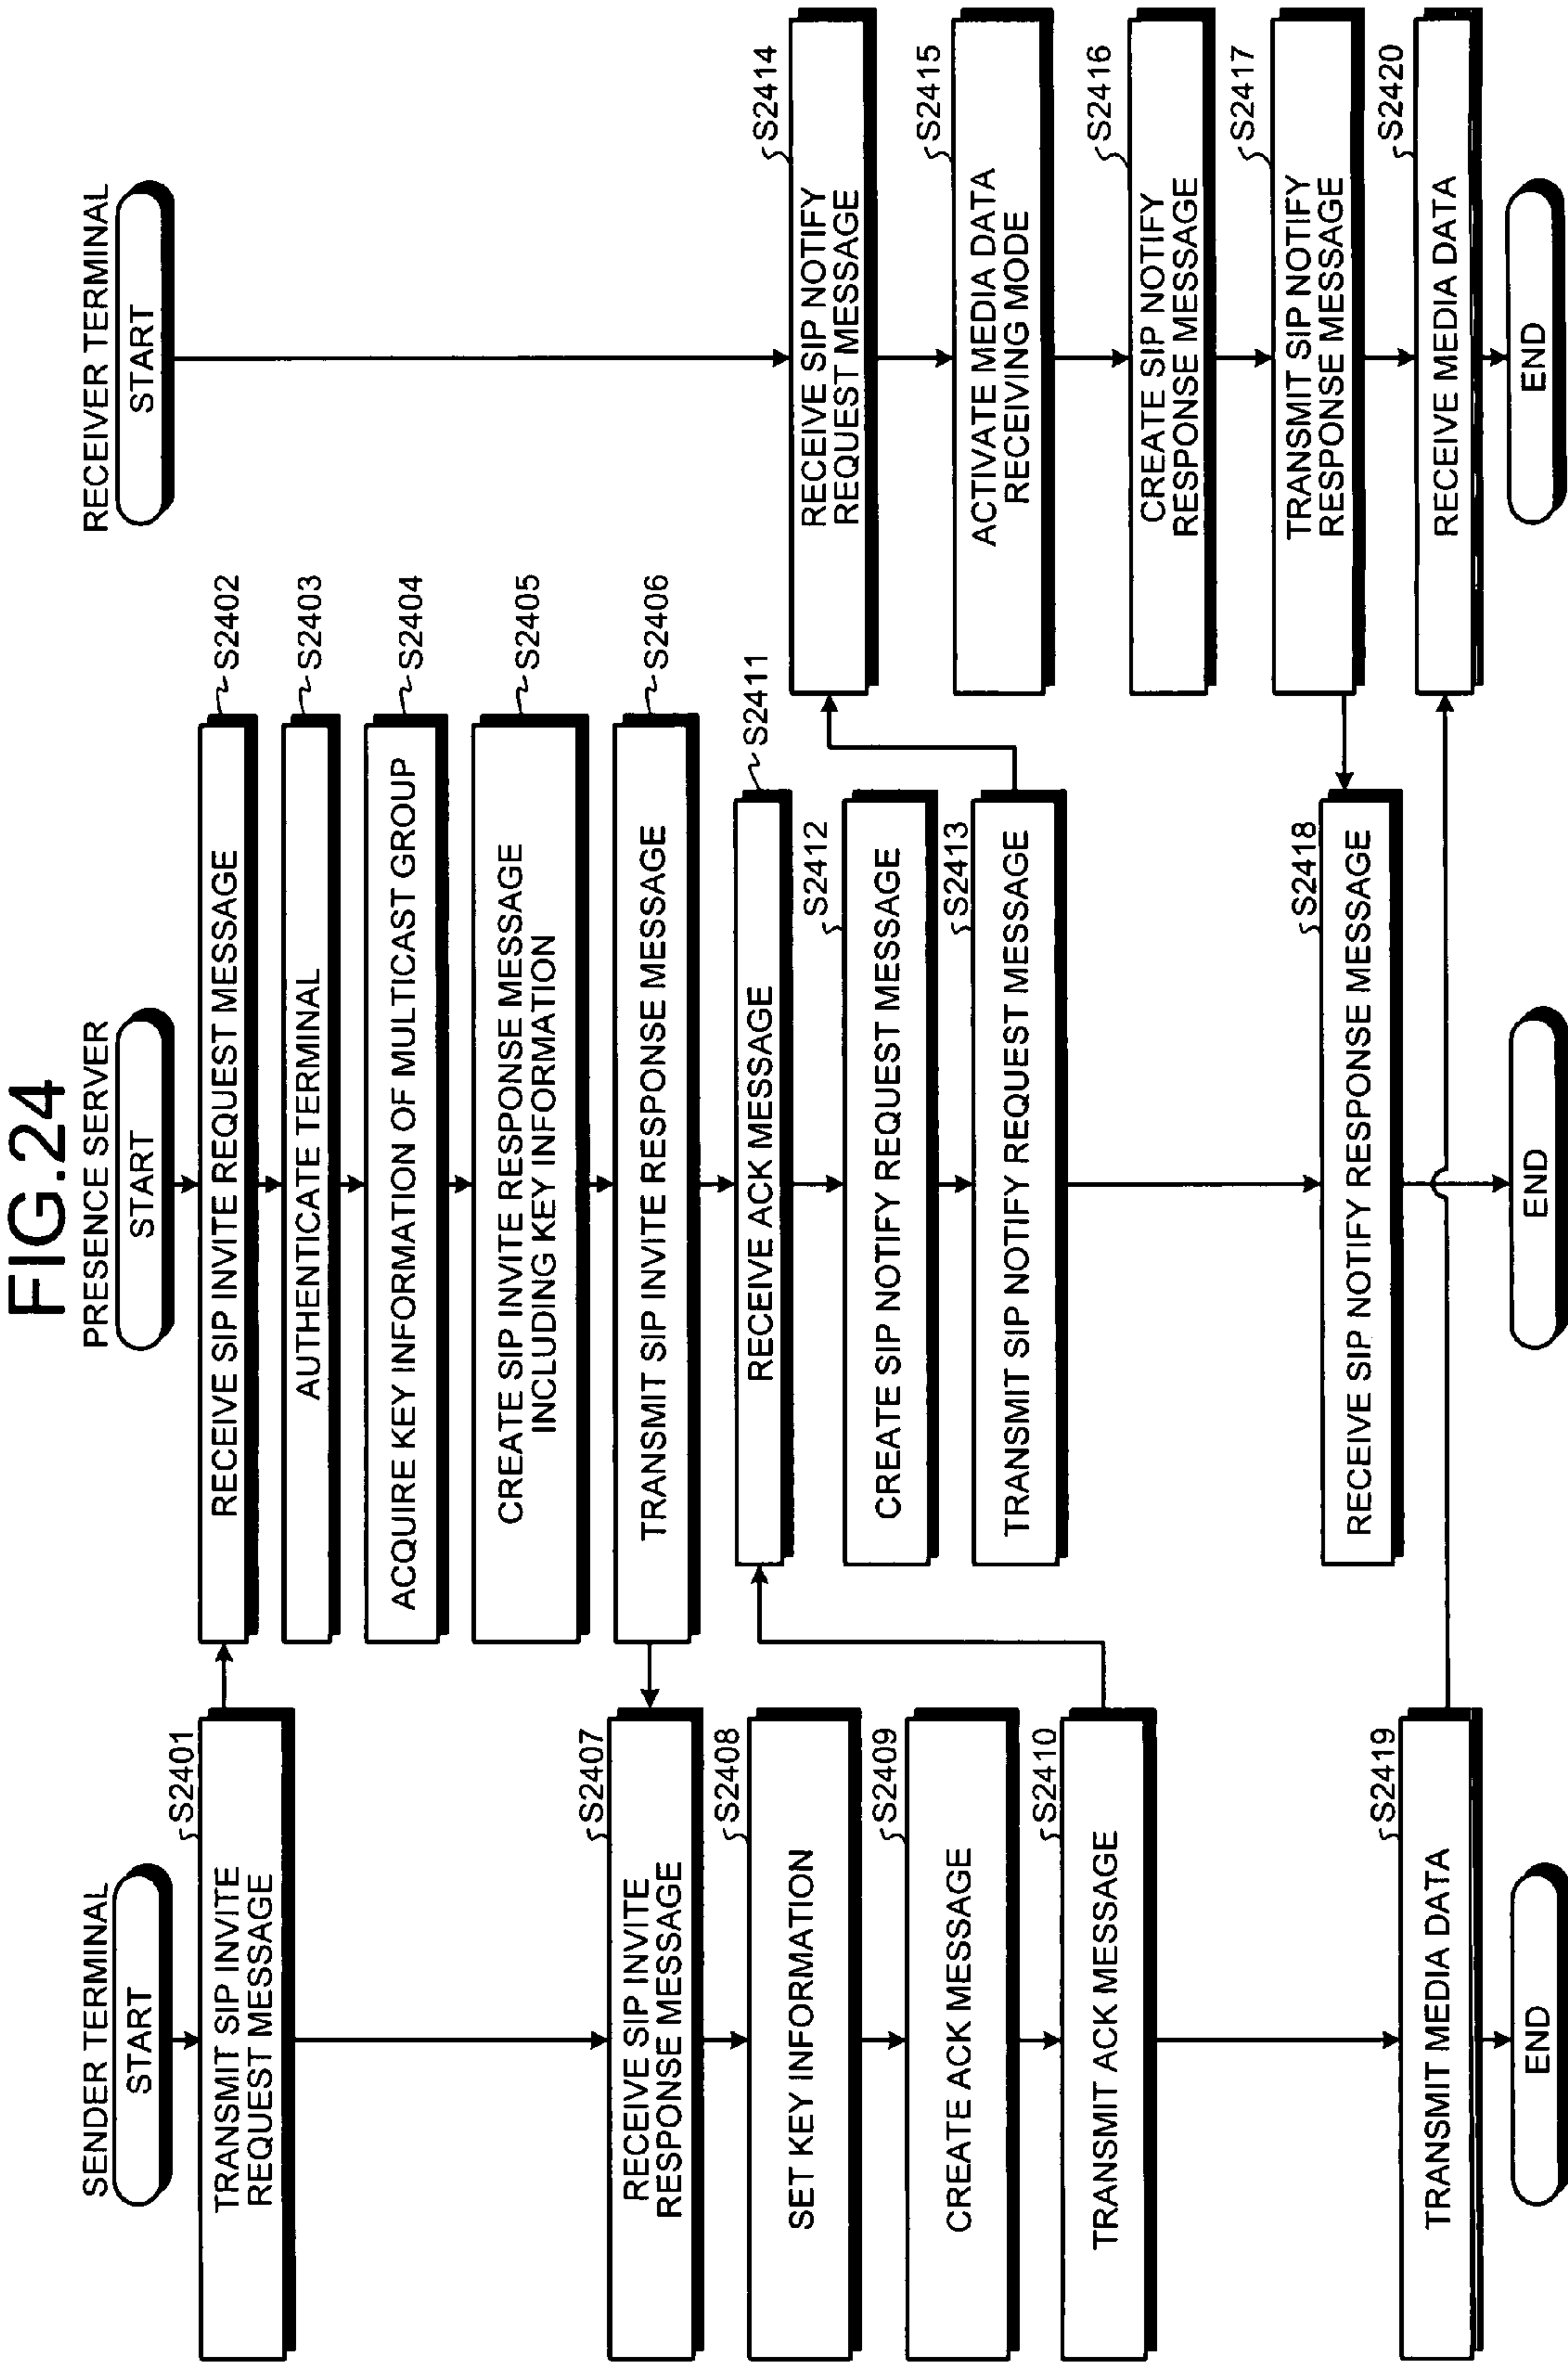 FIG.24
SENDER TERMINAL
START
S2401
TRANSMIT SIP INVITE
REQUEST MESSAGE
S2407
RECEIVE SIP INVITE
RESPONSE MESSAGE
S2408
SET KEY INFORMATION
S2409
CREATE ACK MESSAGE
S2410
TRANSMIT ACK MESSAGE
S2419
TRANSMIT MEDIA DATA
END
PRESENCE SERVER
START
S2402
RECEIVE SIP INVITE REQUEST MESSAGE
S2403
AUTHENTICATE TERMINAL
S2404
ACQUIRE KEY INFORMATION OF MULTICAST GROUP
S2405
CREATE SIP INVITE RESPONSE MESSAGE
INCLUDING KEY INFORMATION
S2406
TRANSMIT SIP INVITE RESPONSE MESSAGE
S2411
RECEIVE ACK MESSAGE
S2412
CREATE SIP NOTIFY REQUEST MESSAGE
S2413
TRANSMIT SIP NOTIFY REQUEST MESSAGE
S2418
RECEIVE SIP NOTIFY RESPONSE MESSAGE
END
RECEIVER TERMINAL
START
S2414
RECEIVE SIP NOTIFY
REQUEST MESSAGE
S2415
ACTIVATE MEDIA DATA
RECEIVING MODE
S2416
CREATE SIP NOTIFY
RESPONSE MESSAGE
S2417
TRANSMIT SIP NOTIFY
RESPONSE MESSAGE
S2420
RECEIVE MEDIA DATA
END